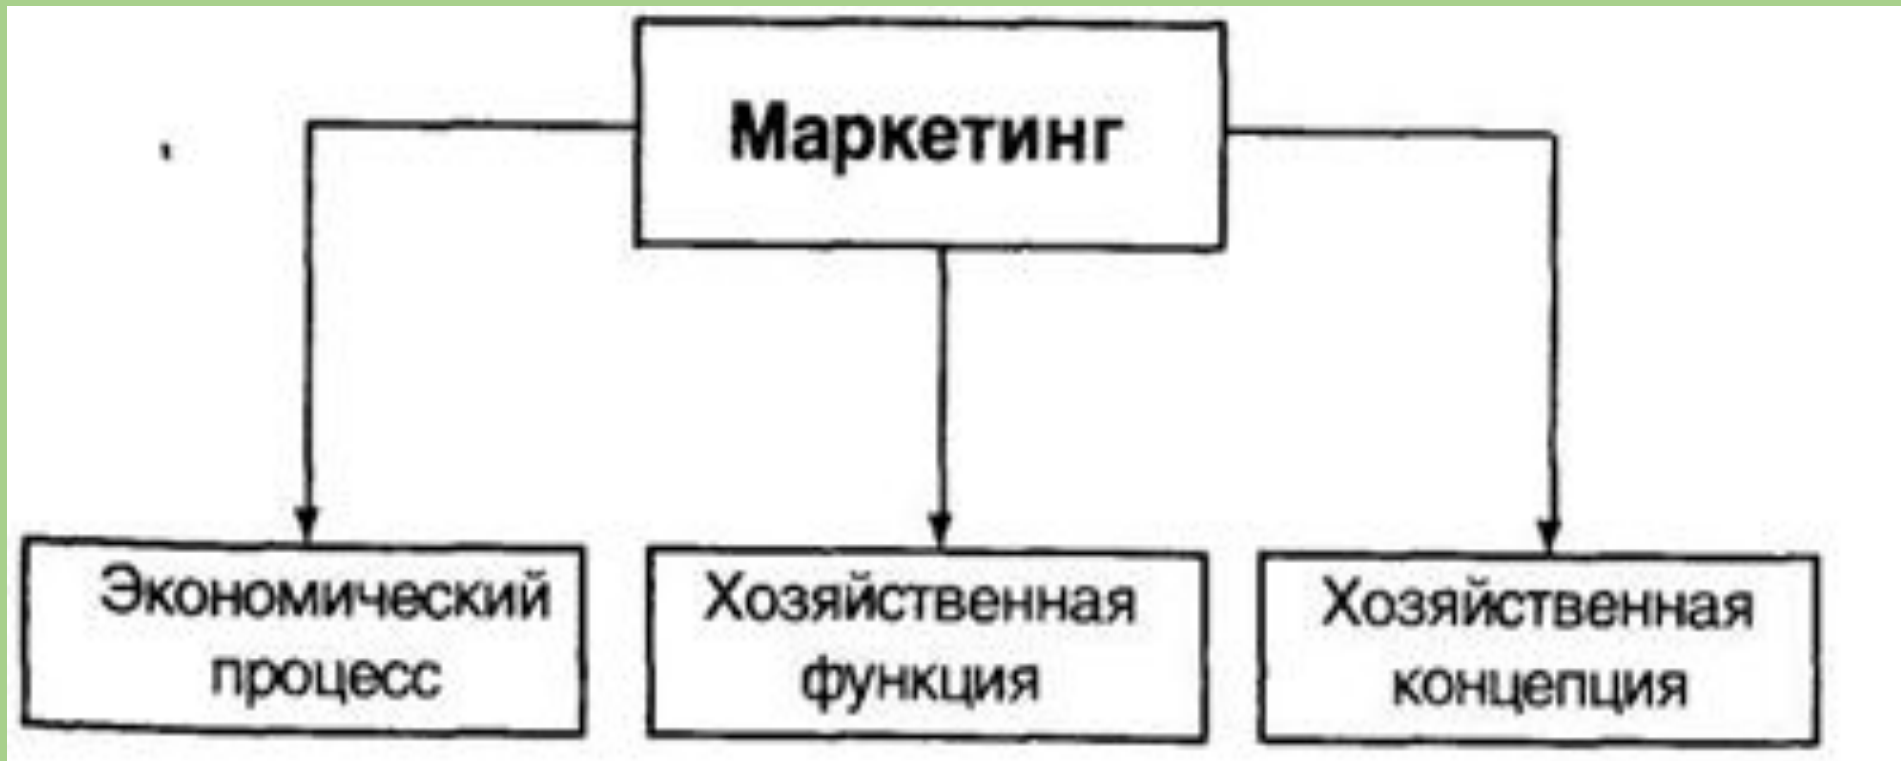 Маркетинг
Экономический
процесс
Хозяйственная
функция
Хозяйственная
концепция